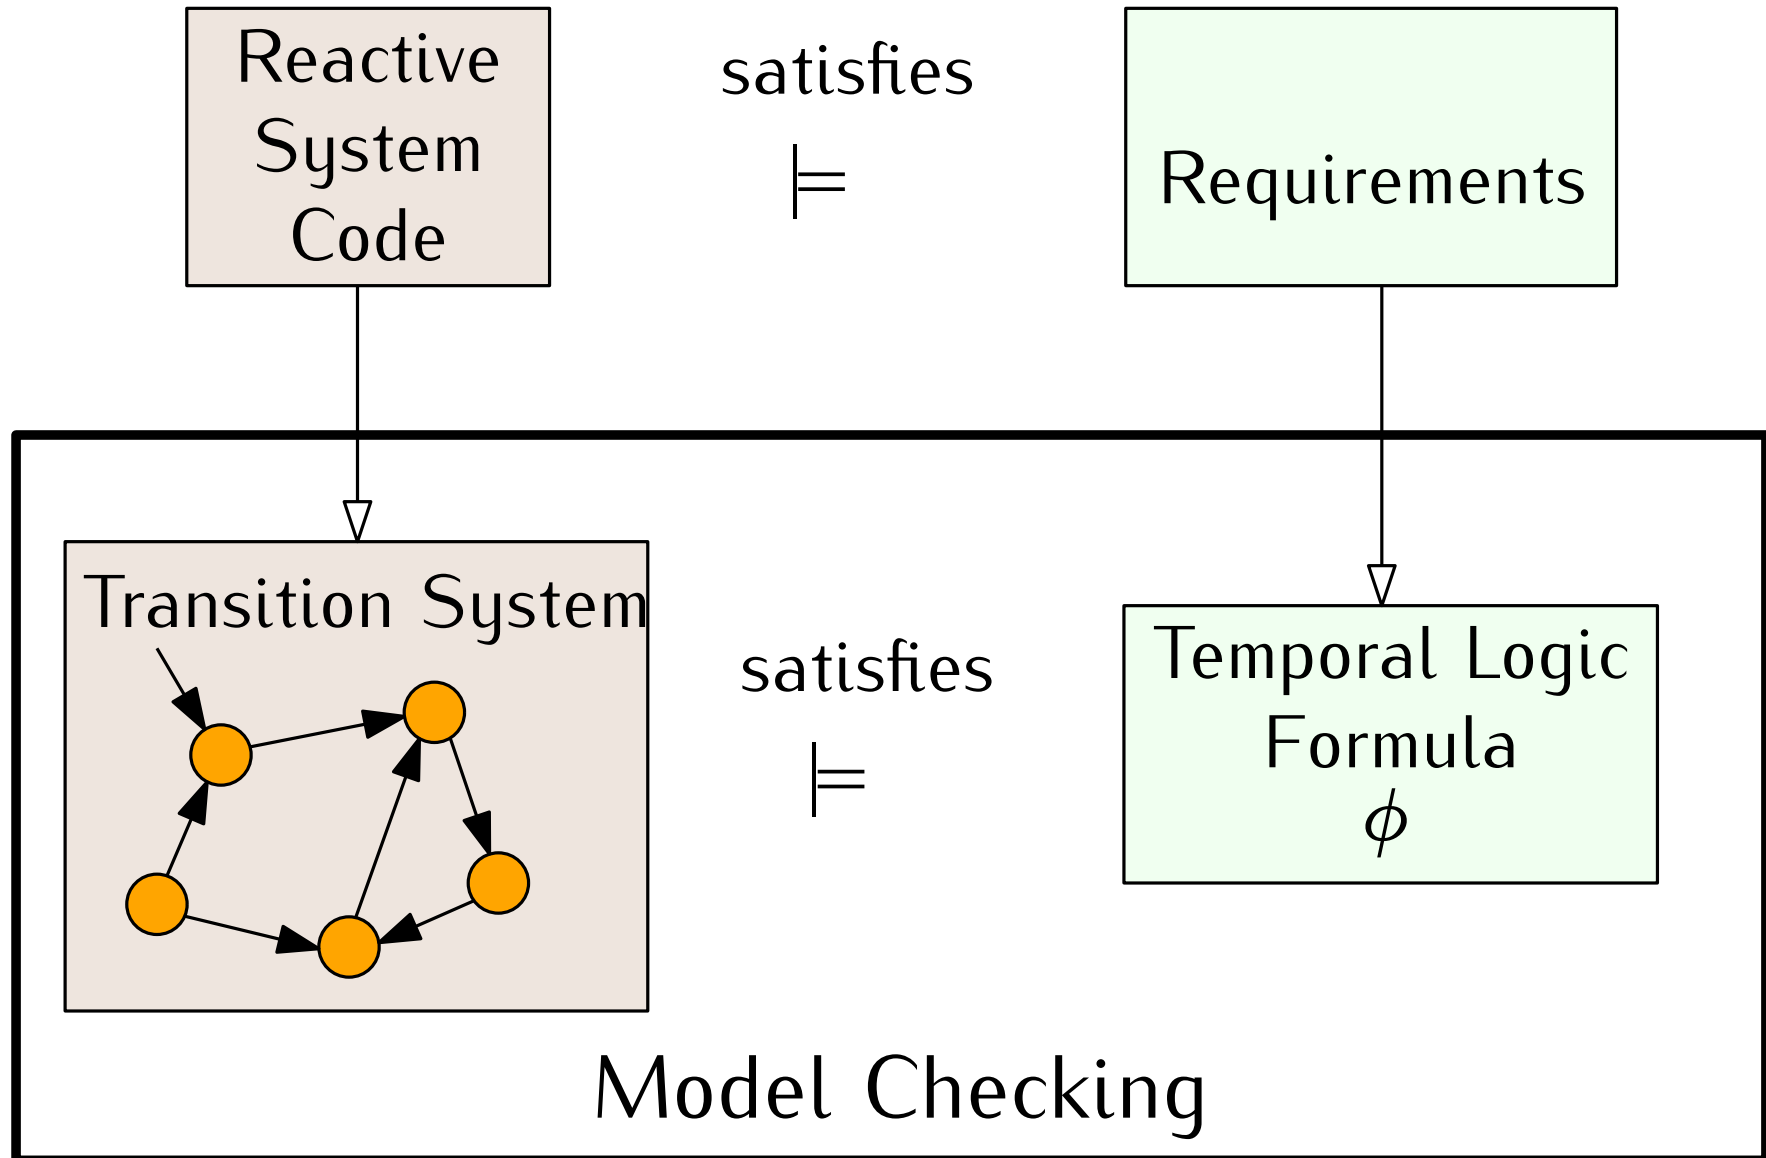 Reactive
System
Code
satisfies
⊨
Requirements
Transition System
satisfies
⊨
Temporal Logic
Formula
ϕ
Model Checking